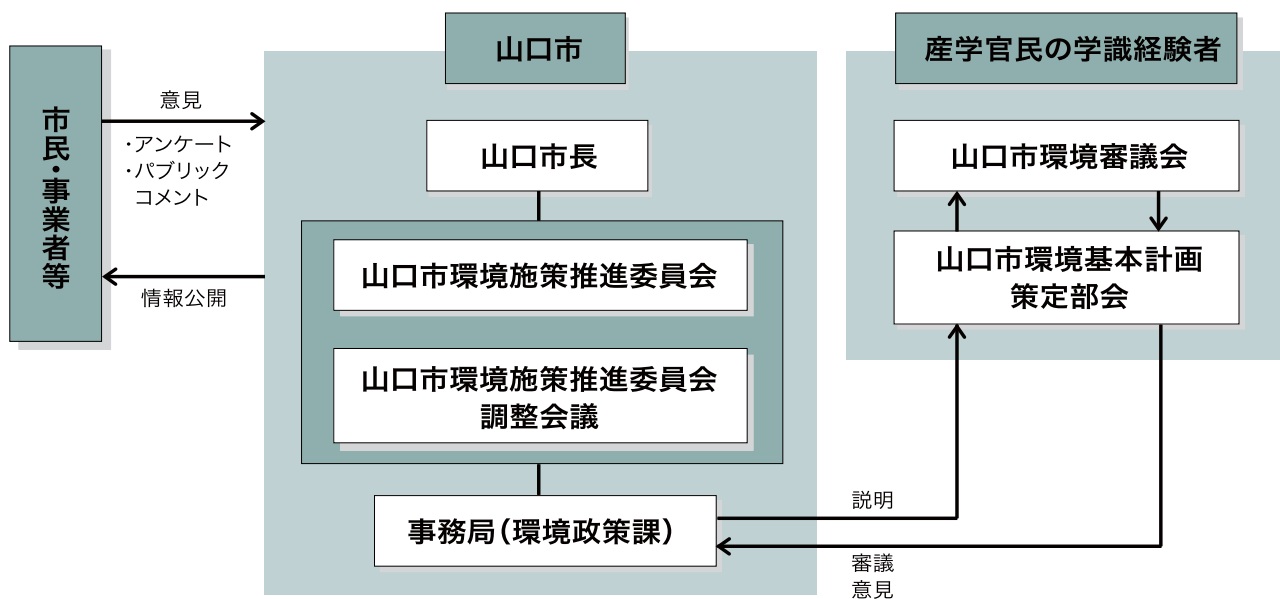 市民・事業者等
意見
・アンケート
・パブリック
コメント
情報公開
山口市
山口市長
山口市環境施策推進委員会
山口市環境施策推進委員会
調整会議
事務局(環境政策課)
産学官民の学識経験者
山口市環境審議会
山口市環境基本計画
策定部会
説明
審議
意見